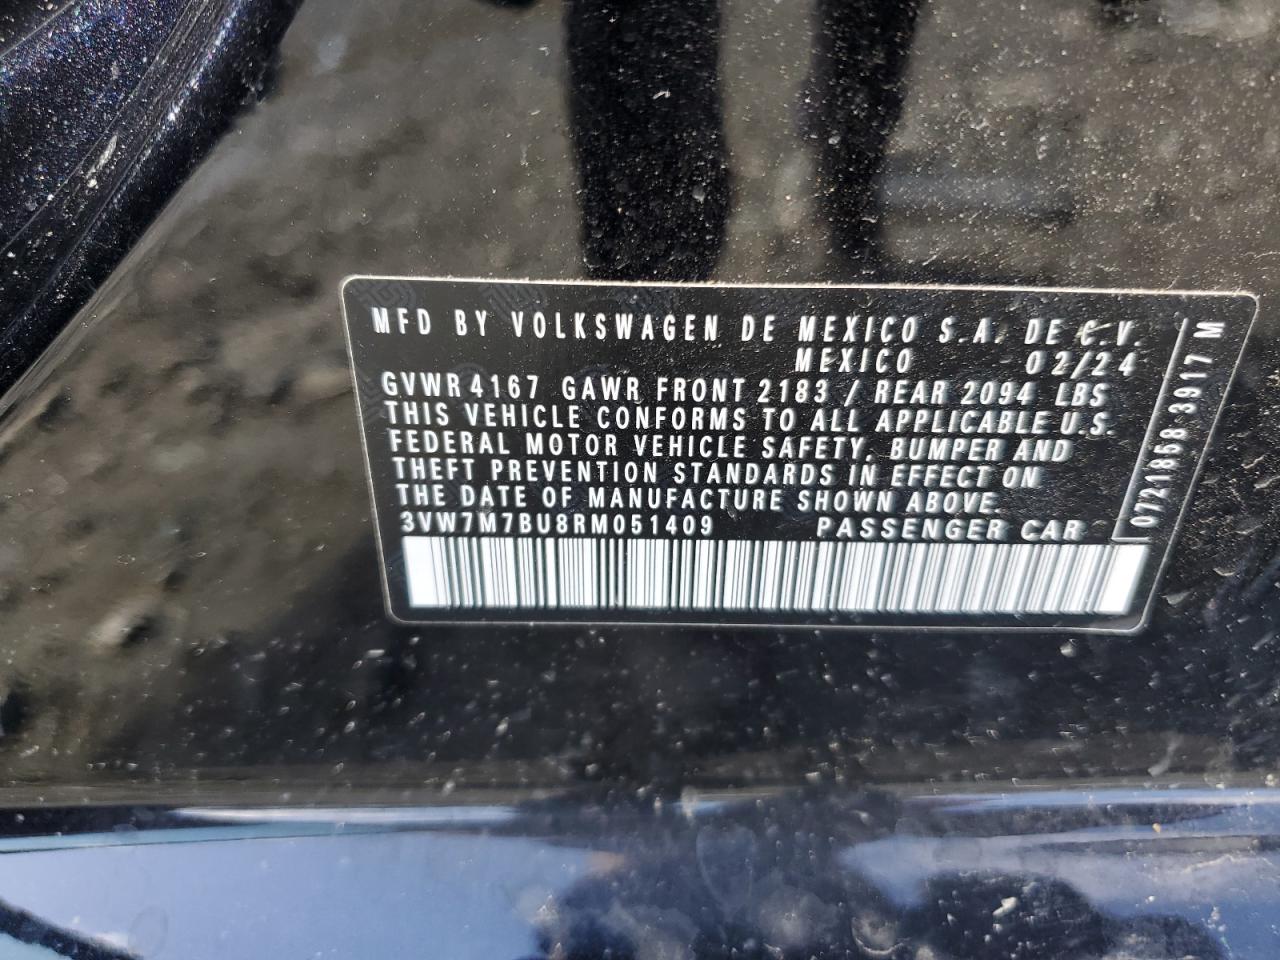 MFD BY VOLKSWAGEN DE MEXICO S.A. DE C.V.
MEXICO 02/24
GVWR 4167 GAWR FRONT 2183 / REAR 2094 LBS
THIS VEHICLE CONFORMS TO ALL APPLICABLE U.S.
FEDERAL MOTOR VEHICLE SAFETY, BUMPER AND
THEFT PREVENTION STANDARDS IN EFFECT ON
THE DATE OF MANUFACTURE SHOWN ABOVE.
3VW7M7BU8RM051409 PASSENGER CAR
0721858 3917 M